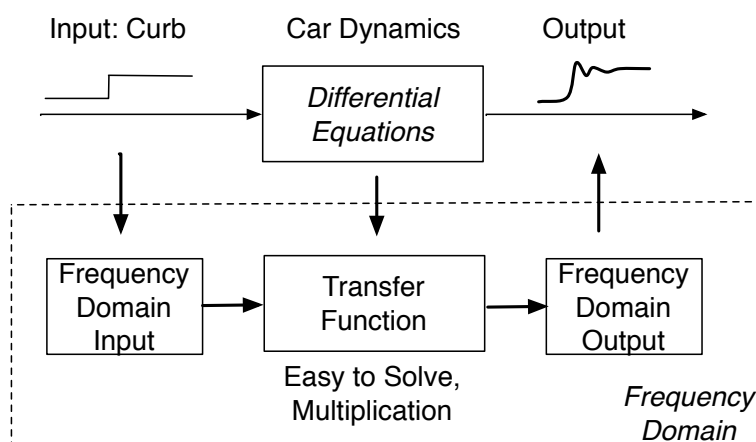 Input: Curb
Car Dynamics
Output
Differential
Equations
Frequency
Domain
Input
Transfer
Function
Frequency
Domain
Output
Easy to Solve,
Multiplication
Frequency
Domain